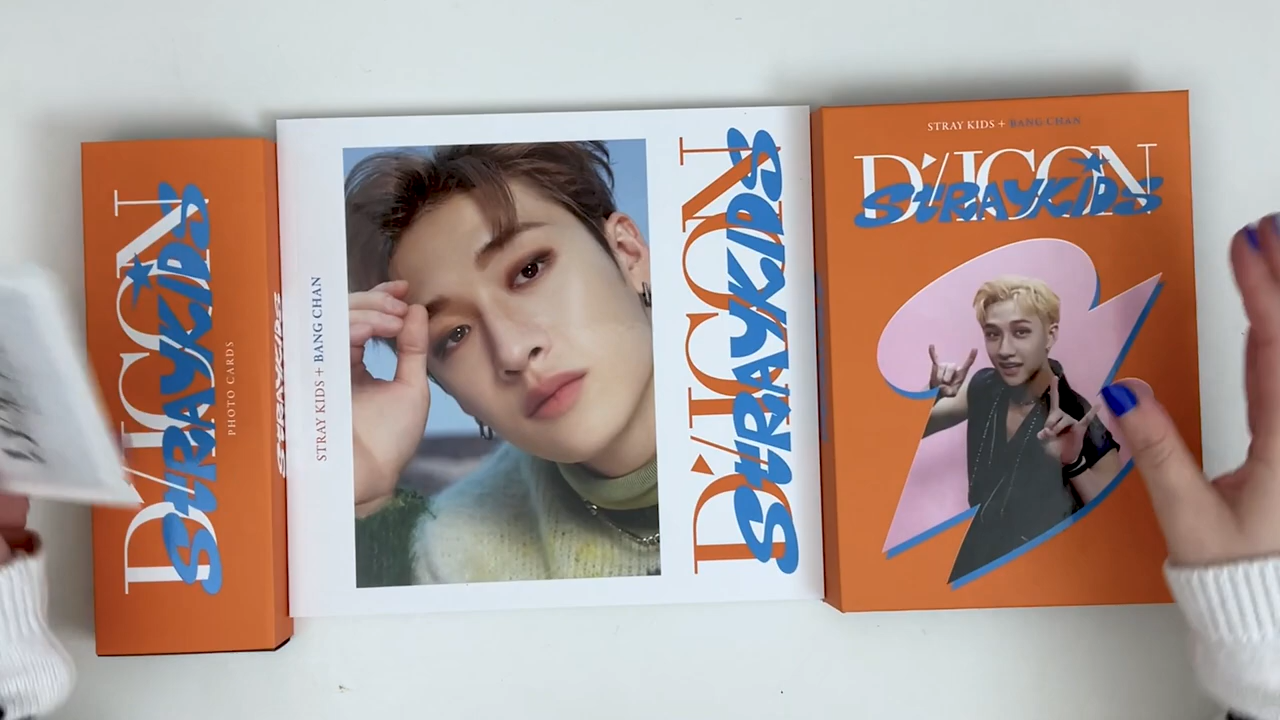 D'/ICON
STRAYKIDS
PHOTO CARDS
STRAYKIDS
STRAY KIDS + BANG CHAN
D'/ICON
STRAYKIDS
STRAY KIDS + BANG CHAN
D'/ICON
STRAYKIDS